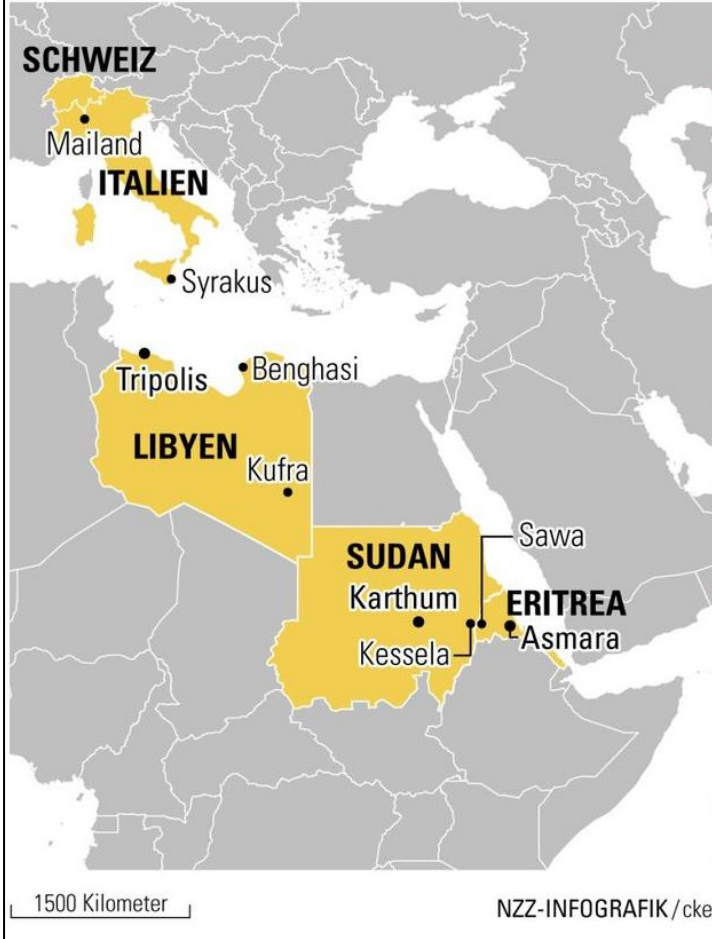 SCHWEIZ
Mailand
ITALIEN
Syrakus
Tripolis
Benghasi
LIBYEN
Kufra
Sawa
SUDAN
Karthum
ERITREA
Kessela
Asmara
1500 Kilometer
NZZ-INFOGRAFIK/cke